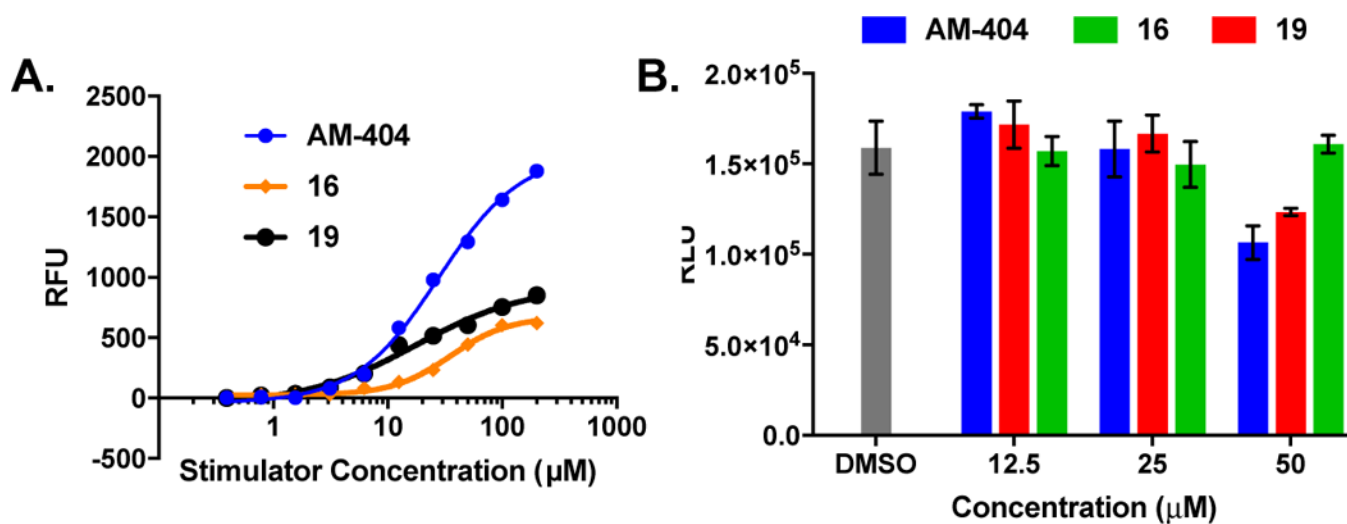 A.
2500
2000
1500
1000
500
0
-500
RFU
AM-404
16
19
1 10 100 1000
Stimulator Concentration (µM)
B.
AM-404 16 19
2.0×10⁵
1.5×10⁵
1.0×10⁵
5.0×10⁴
0.0
RLU
DMSO 12.5 25 50
Concentration (µM)